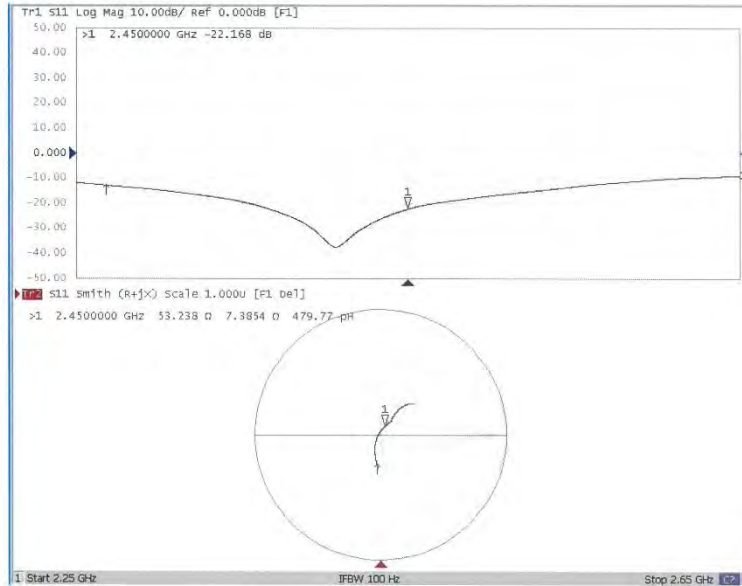 Tr1 S11 Log Mag 10.00dB/ Ref 0.000dB [F1]
50.00
>1 2.4500000 GHz -22.168 dB
40.00
30.00
20.00
10.00
0.000
-10.00
1
-20.00
-30.00
-40.00
-50.00
Tr2 S11 Smith (R+jX) Scale 1.000U [F1 Del]
>1 2.4500000 GHz 53.238 Ω 7.3854 Ω 479.77 pH
1
1 Start 2.25 GHz IFBW 100 Hz Stop 2.65 GHz C?